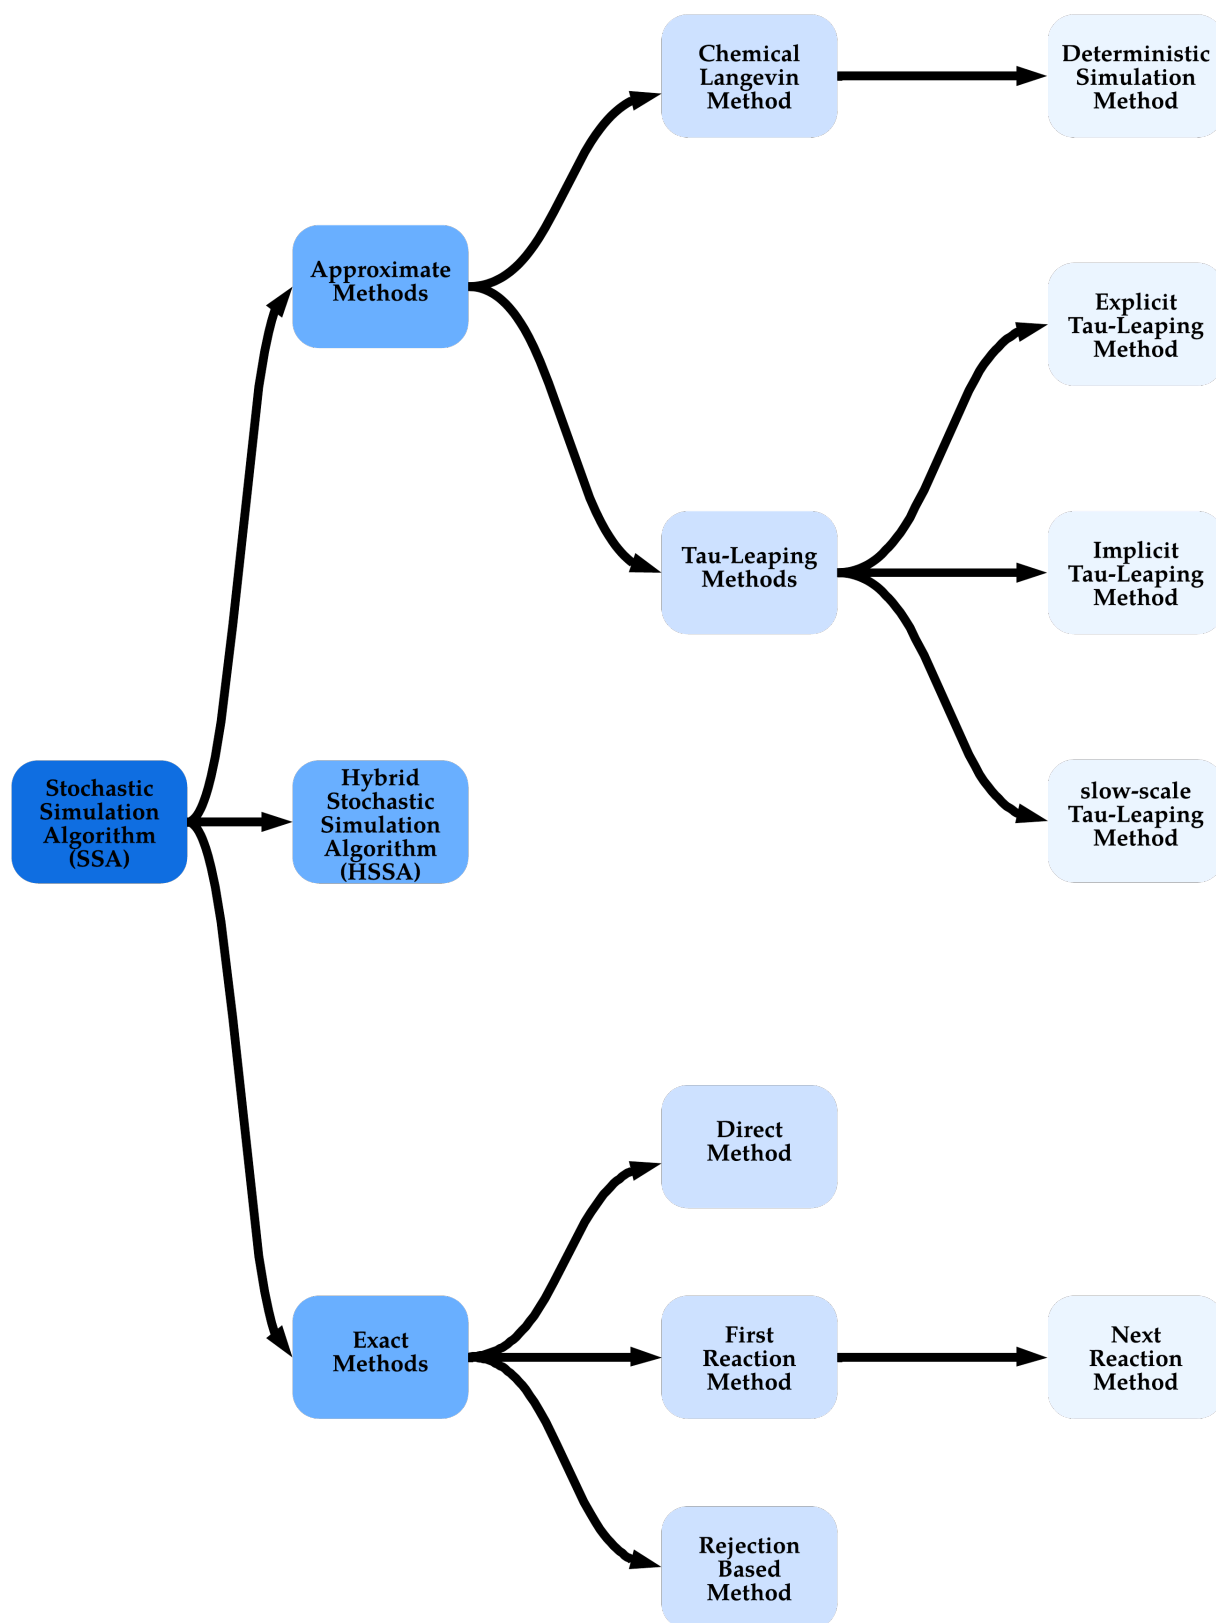 Chemical
Langevin
Method
Deterministic
Simulation
Method
Approximate
Methods
Explicit
Tau-Leaping
Method
Tau-Leaping
Methods
Implicit
Tau-Leaping
Method
Stochastic
Simulation
Algorithm
(SSA)
Hybrid
Stochastic
Simulation
Algorithm
(HSSA)
slow-scale
Tau-Leaping
Method
Direct
Method
Exact
Methods
First
Reaction
Method
Next
Reaction
Method
Rejection
Based
Method